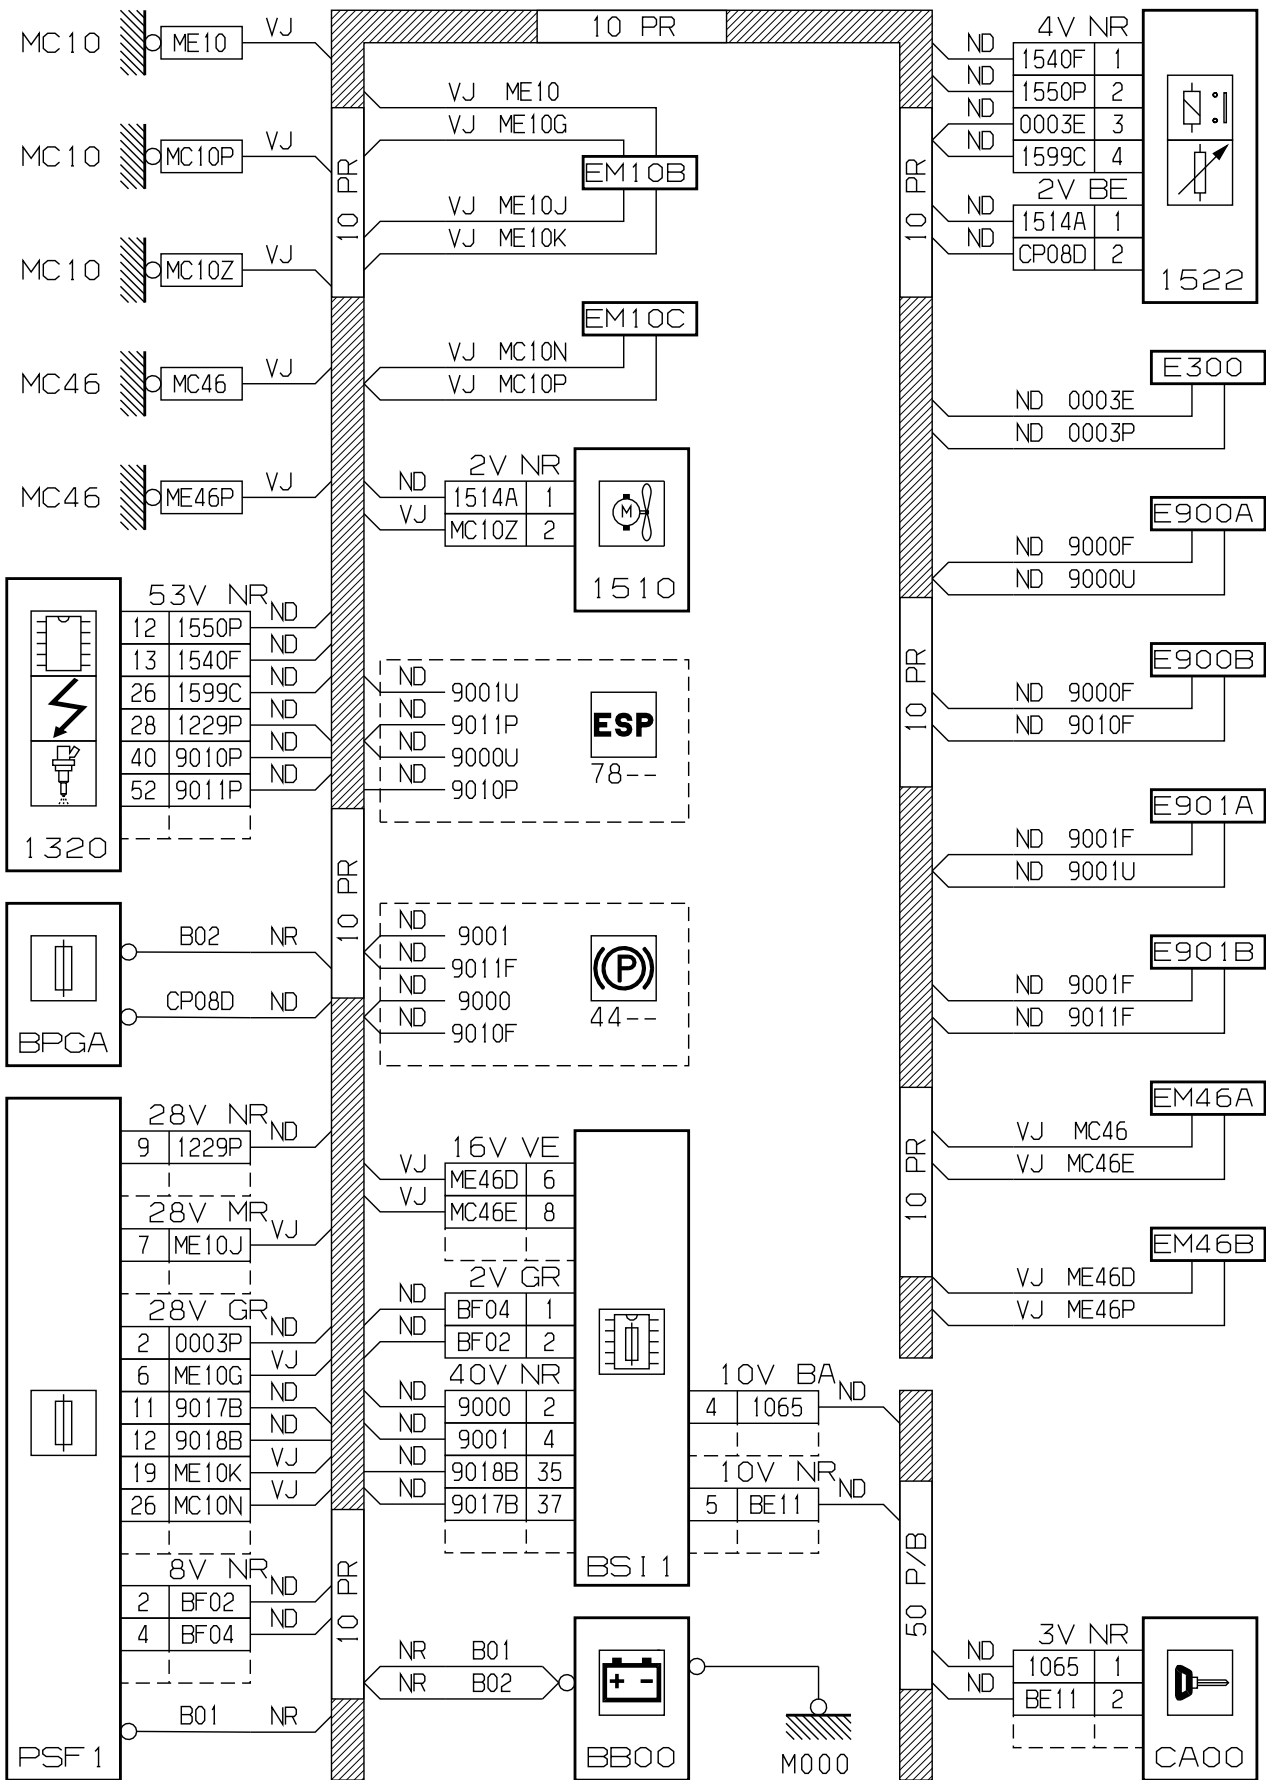 10 PR
MC10 ME10 VJ
MC10 MC10P VJ
MC10 MC10Z VJ
MC46 MC46 VJ
MC46 ME46P VJ
10 PR
VJ ME10
VJ ME10G
EM10B
VJ ME10J
VJ ME10K
EM10C
VJ MC10N
VJ MC10P
2V NR
ND 1514A 1
VJ MC10Z 2
M
1510
53V NR
12 1550P ND
13 1540F ND
26 1599C ND
28 1229P ND
40 9010P ND
52 9011P ND
1320
ND 9001U
ND 9011P
ND 9000U
ND 9010P
ESP
78--
10 PR
B02 NR
CP08D ND
BPGA
ND 9001
ND 9011F
ND 9000
ND 9010F
P
44--
28V NR
9 1229P ND
28V MR
7 ME10J VJ
28V GR
2 0003P ND
6 ME10G VJ
11 9017B ND
12 9018B ND
19 ME10K VJ
26 MC10N VJ
8V NR
2 BF02 ND
4 BF04 ND
B01 NR
PSF1
10 PR
16V VE
VJ ME46D 6
VJ MC46E 8
2V GR
ND BF04 1
ND BF02 2
40V NR
ND 9000 2
ND 9001 4
ND 9018B 35
ND 9017B 37
BSI1
10V BA
4 1065 ND
10V NR
5 BE11 ND
NR B01
NR B02
+ -
BB00
M000
4V NR
ND 1540F 1
ND 1550P 2
ND 0003E 3
ND 1599C 4
2V BE
ND 1514A 1
ND CP08D 2
1522
10 PR
E300
ND 0003E
ND 0003P
E900A
ND 9000F
ND 9000U
10 PR
E900B
ND 9000F
ND 9010F
E901A
ND 9001F
ND 9001U
E901B
ND 9001F
ND 9011F
10 PR
EM46A
VJ MC46
VJ MC46E
EM46B
VJ ME46D
VJ ME46P
50 P/B
3V NR
ND 1065 1
ND BE11 2
CA00